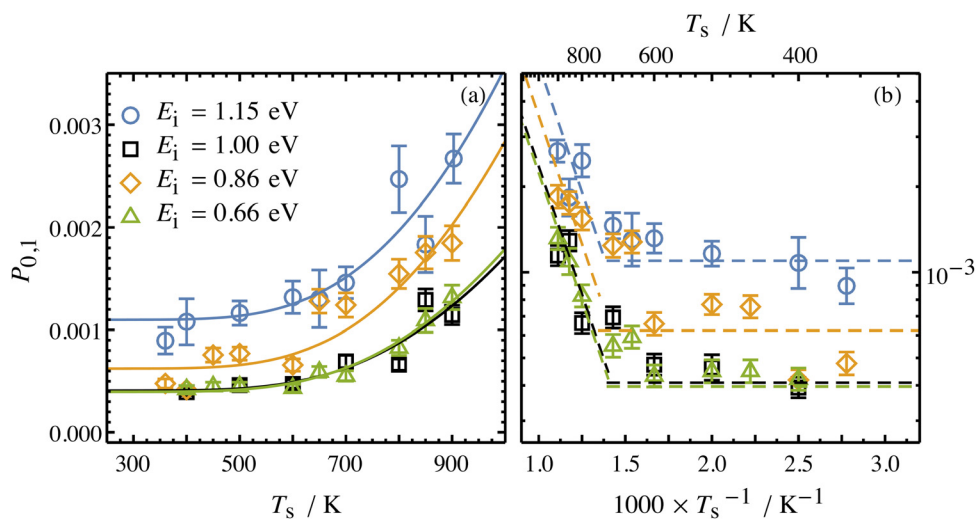 T_s / K
800 600 400
(a) (b)
E_i = 1.15 eV
E_i = 1.00 eV
E_i = 0.86 eV
E_i = 0.66 eV
0.003
0.002
0.001
0.000
P_0,1
10^-3
300 500 700 900
1.0 1.5 2.0 2.5 3.0
T_s / K
1000 × T_s^-1 / K^-1